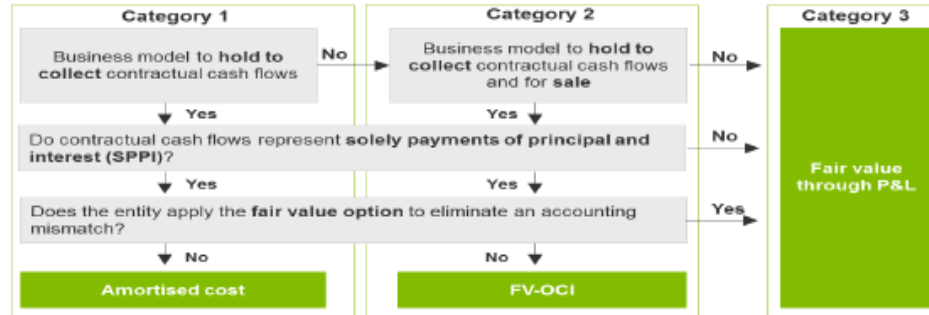 Category 1
Category 2
Category 3
Business model to hold to
collect contractual cash flows
No
Business model to hold to
collect contractual cash flows
and for sale
No
Yes
Yes
Do contractual cash flows represent solely payments of principal and
interest (SPPI)?
No
Yes
Yes
Does the entity apply the fair value option to eliminate an accounting
mismatch?
Yes
No
No
Amortised cost
FV-OCI
Fair value
through P&L